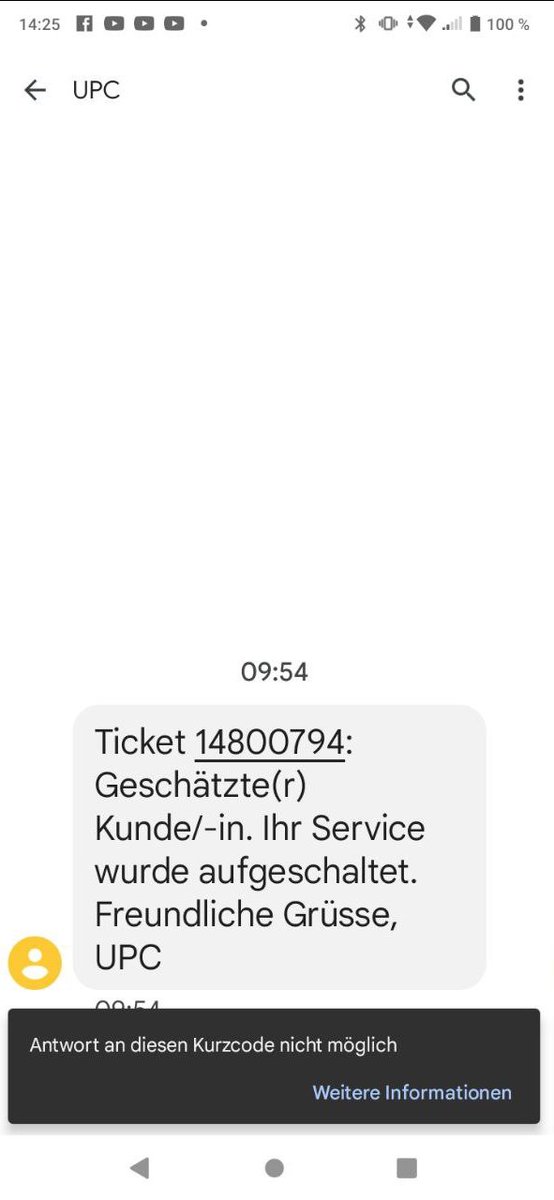 14:25 100 %
UPC
09:54
Ticket 14800794:
Geschätzte(r)
Kunde/-in. Ihr Service
wurde aufgeschaltet.
Freundliche Grüsse,
UPC
09:54
Antwort an diesen Kurzcode nicht möglich
Weitere Informationen